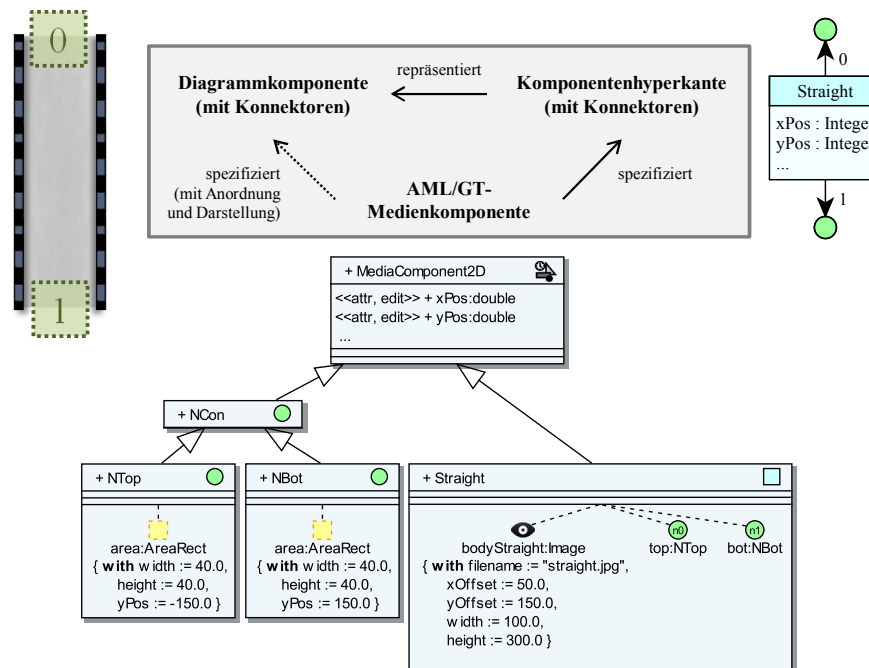 0
1
Diagrammkomponente
(mit Konnektoren)
repräsentiert
Komponentenhyperkante
(mit Konnektoren)
spezifiziert
(mit Anordnung
und Darstellung)
AML/GT-
Medienkomponente
spezifiziert
0
Straight
xPos : Integer
yPos : Integer
...
1
+ MediaComponent2D
<<attr, edit>> + xPos:double
<<attr, edit>> + yPos:double
...
+ NCon
+ NTop
area:AreaRect
{ with width := 40.0,
height := 40.0,
yPos := -150.0 }
+ NBot
area:AreaRect
{ with width := 40.0,
height := 40.0,
yPos := 150.0 }
+ Straight
n0
n1
bodyStraight:Image
top:NTop
bot:NBot
{ with filename := "straight.jpg",
xOffset := 50.0,
yOffset := 150.0,
width := 100.0,
height := 300.0 }